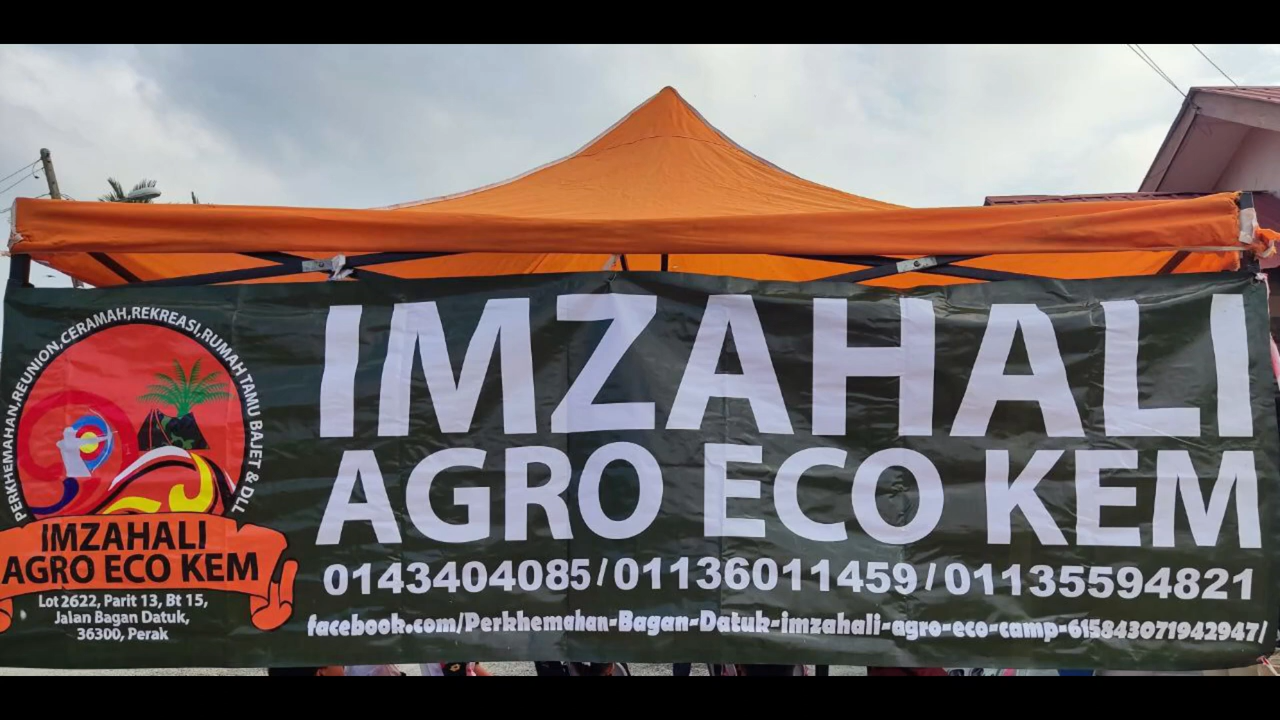 PERKHEMAHAN,REUNION,CERAMAH,REKREASI,RUMAH TAMU BAJET & DLL
IMZAHALI
AGRO ECO KEM
Lot 2622, Parit 13, Bt 15,
Jalan Bagan Datuk,
36300, Perak
IMZAHALI
AGRO ECO KEM
0143404085/01136011459/01135594821
facebook.com/Perkhemahan-Bagan-Datuk-imzahali-agro-eco-camp-615843071942947/